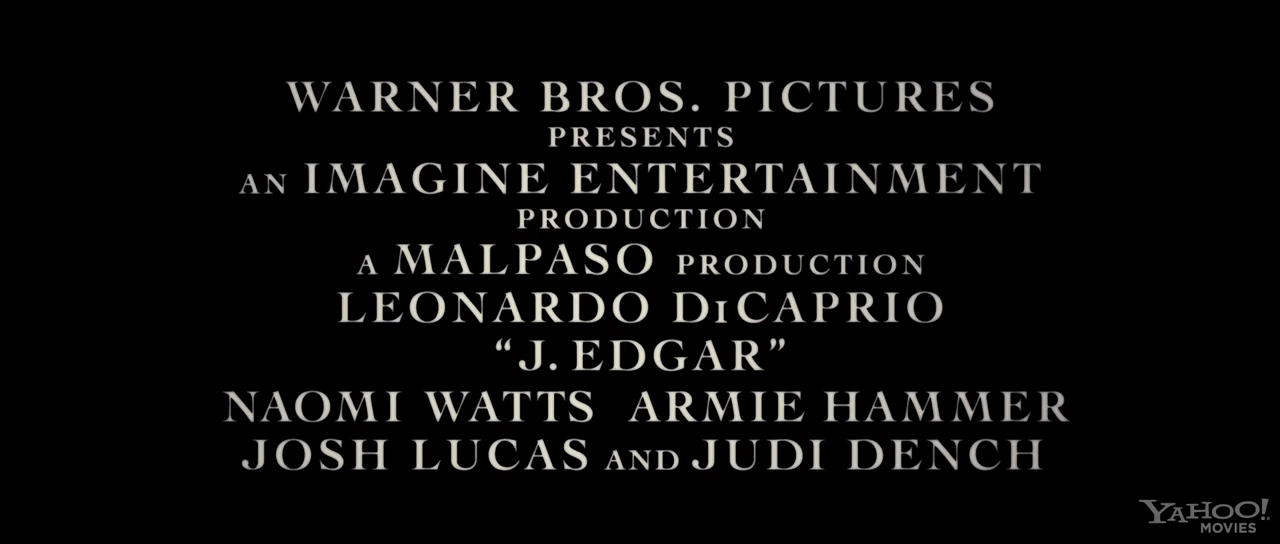 WARNER BROS. PICTURES
PRESENTS
AN IMAGINE ENTERTAINMENT
PRODUCTION
A MALPASO PRODUCTION
LEONARDO DiCAPRIO
“J. EDGAR”
NAOMI WATTS ARMIE HAMMER
JOSH LUCAS AND JUDI DENCH
YAHOO!
MOVIES